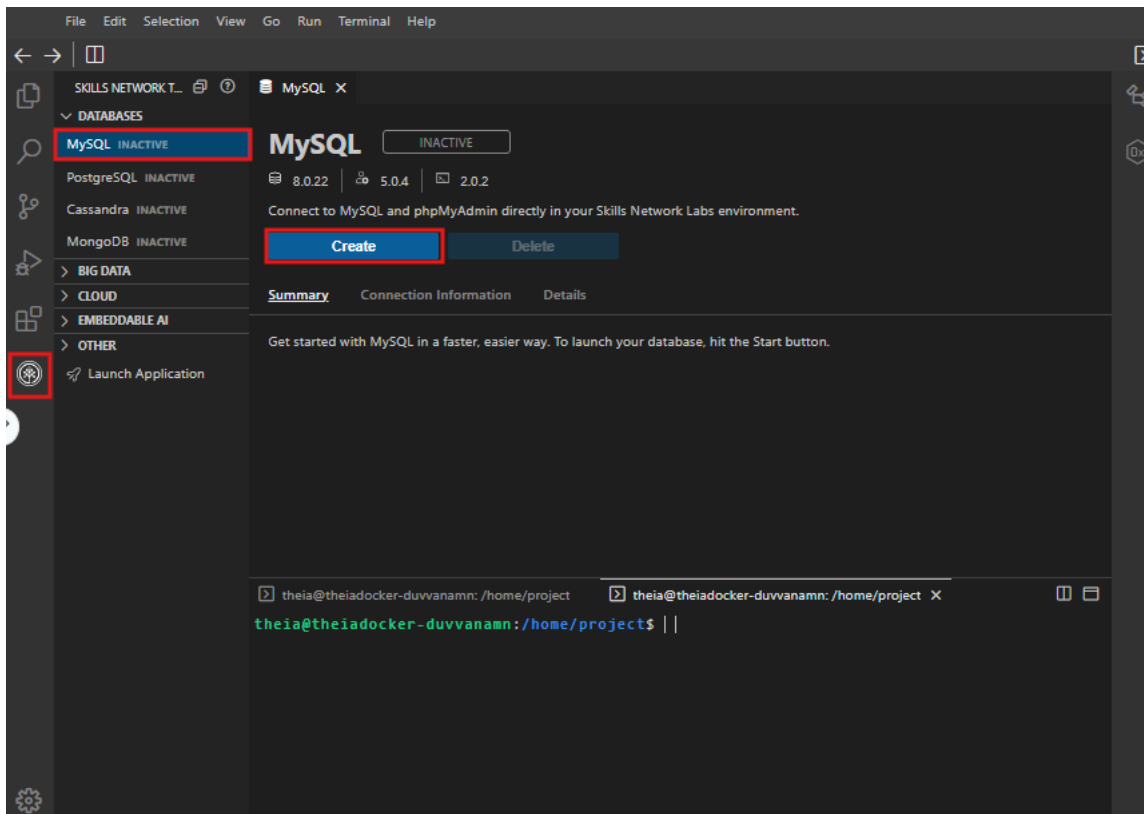 File Edit Selection View Go Run Terminal Help
SKILLS NETWORK T...
DATABASES
MySQL INACTIVE
PostgreSQL INACTIVE
Cassandra INACTIVE
MongoDB INACTIVE
BIG DATA
CLOUD
EMBEDDABLE AI
OTHER
Launch Application
MySQL
MySQL INACTIVE
8.0.22 5.0.4 2.0.2
Connect to MySQL and phpMyAdmin directly in your Skills Network Labs environment.
Create Delete
Summary Connection Information Details
Get started with MySQL in a faster, easier way. To launch your database, hit the Start button.
theia@theiadocker-duvvanamn: /home/project theia@theiadocker-duvvanamn: /home/project
theia@theiadocker-duvvanamn:/home/project$